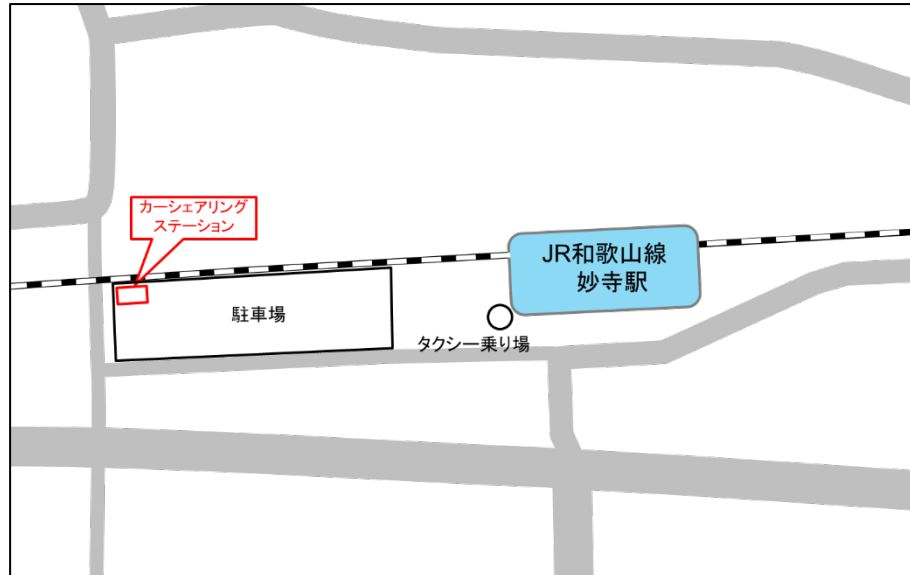 カーシェアリング
ステーション
JR和歌山線
妙寺駅
駐車場
タクシー乗り場